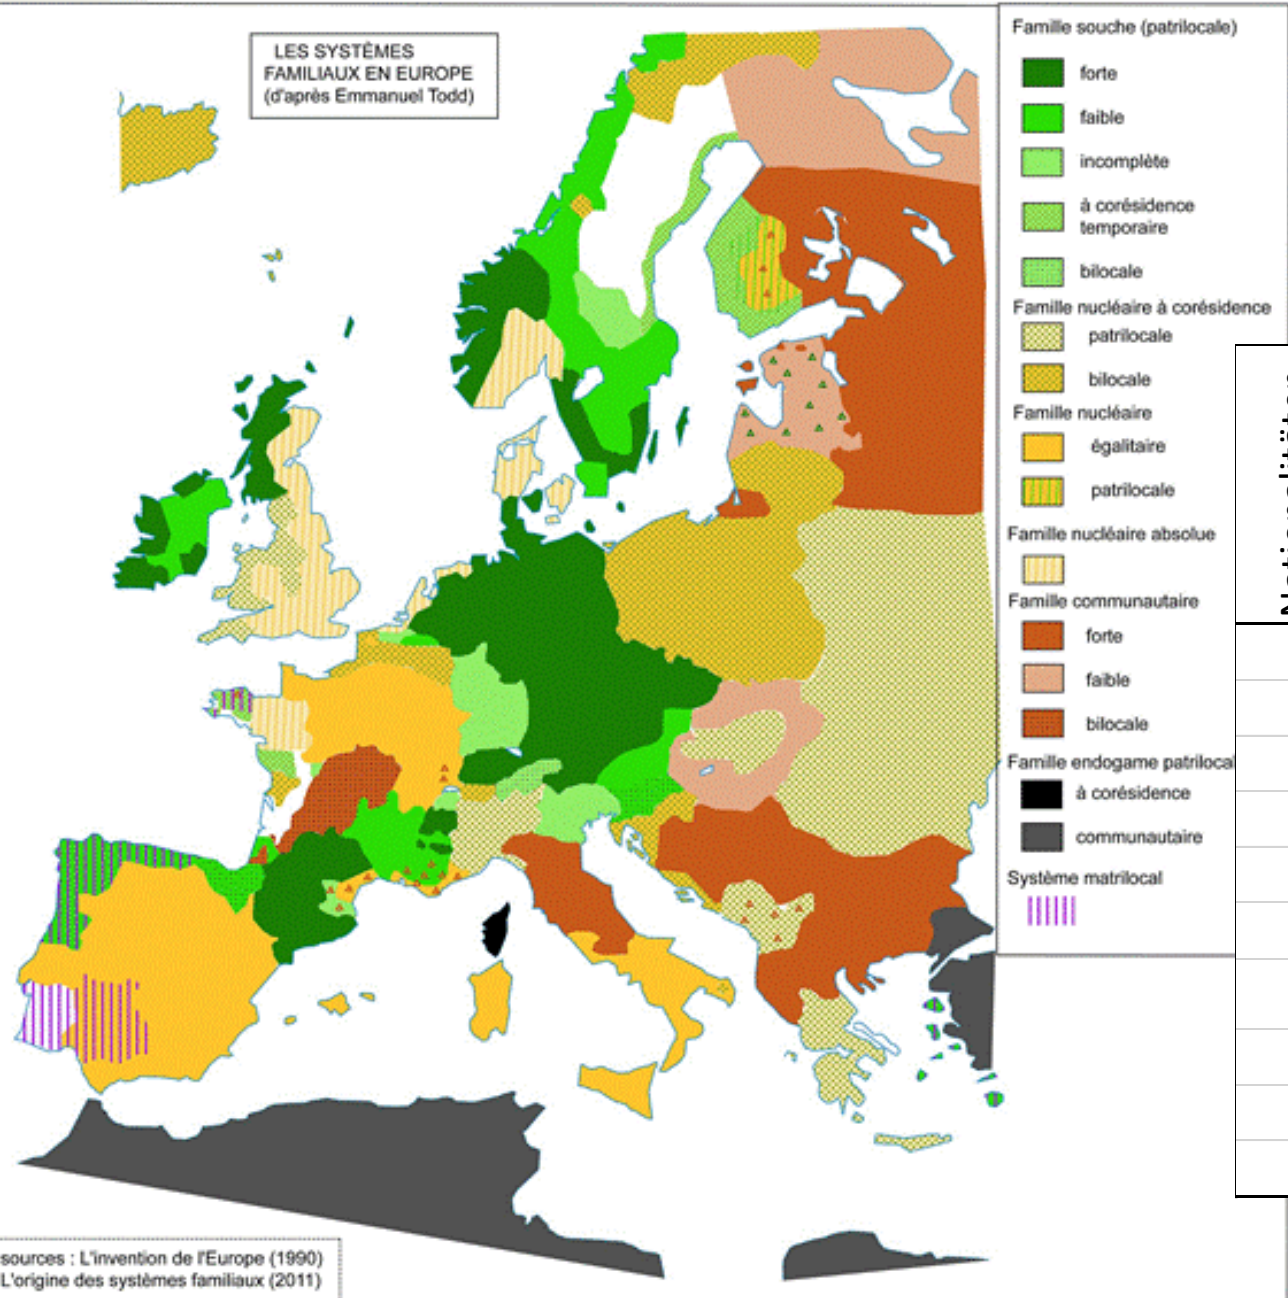 LES SYSTÈMES
FAMILIAUX EN EUROPE
(d'après Emmanuel Todd)
Famille souche (patrilocale)
forte
faible
incomplète
à corésidence
temporaire
bilocale
Famille nucléaire à corésidence
patrilocale
bilocale
Famille nucléaire
égalitaire
patrilocale
Famille nucléaire absolue
Famille communautaire
forte
faible
bilocale
Famille endogame patrilocal
à corésidence
communautaire
Système matrilocal
sources : L'invention de l'Europe (1990)
L'origine des systèmes familiaux (2011)